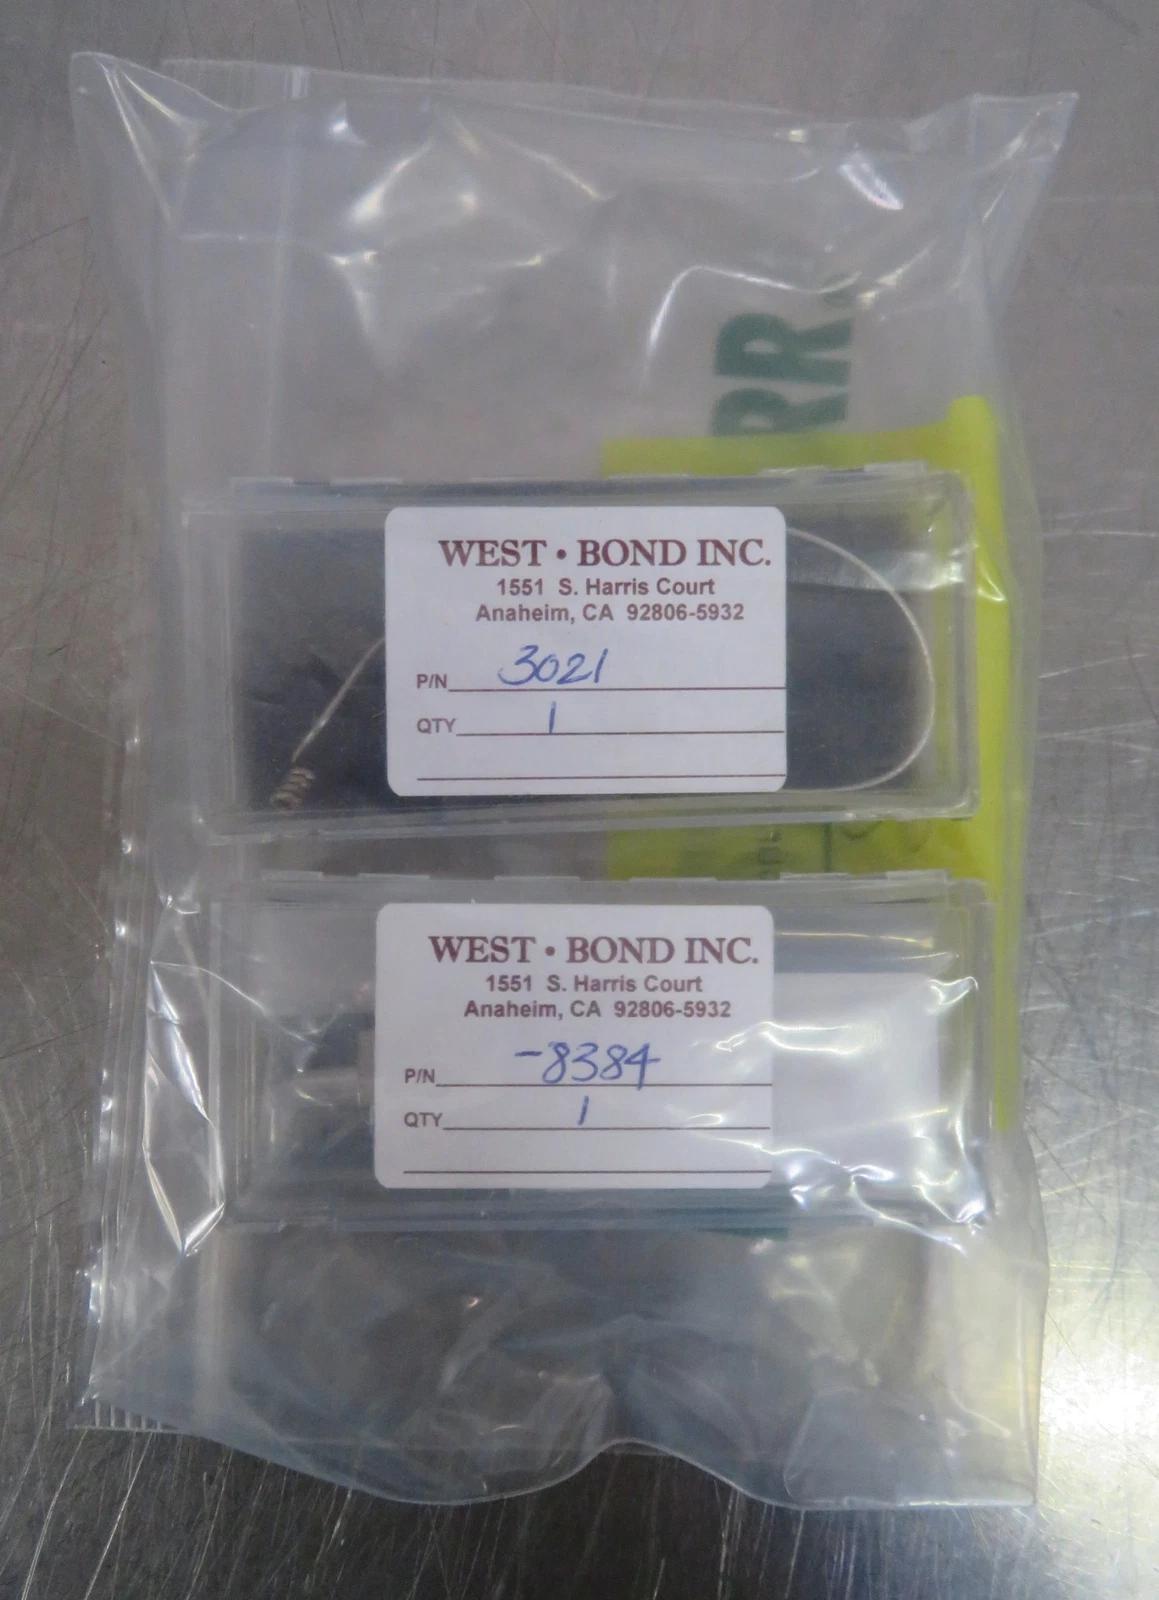 RR.
WEST • BOND INC.
1551 S. Harris Court
Anaheim, CA 92806-5932
P/N 3021
QTY 1
WEST • BOND INC.
1551 S. Harris Court
Anaheim, CA 92806-5932
P/N -8384
QTY 1